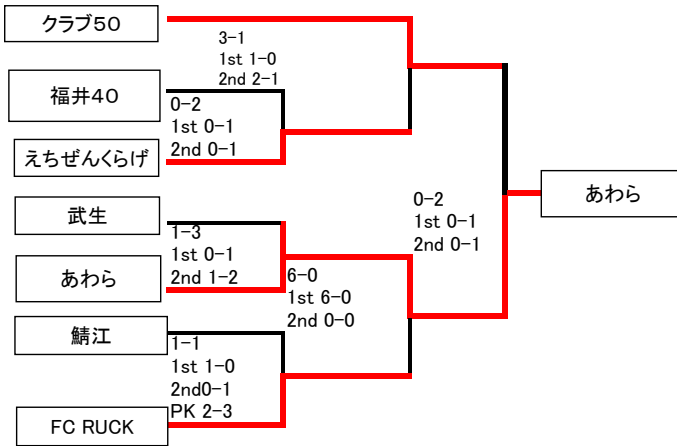 クラブ50
3-1
1st 1-0
2nd 2-1
福井40
0-2
1st 0-1
2nd 0-1
えちぜんくらげ
武生
1-3
1st 0-1
2nd 1-2
あわら
6-0
1st 6-0
2nd 0-0
0-2
1st 0-1
2nd 0-1
あわら
鯖江
1-1
1st 1-0
2nd0-1
PK 2-3
FC RUCK